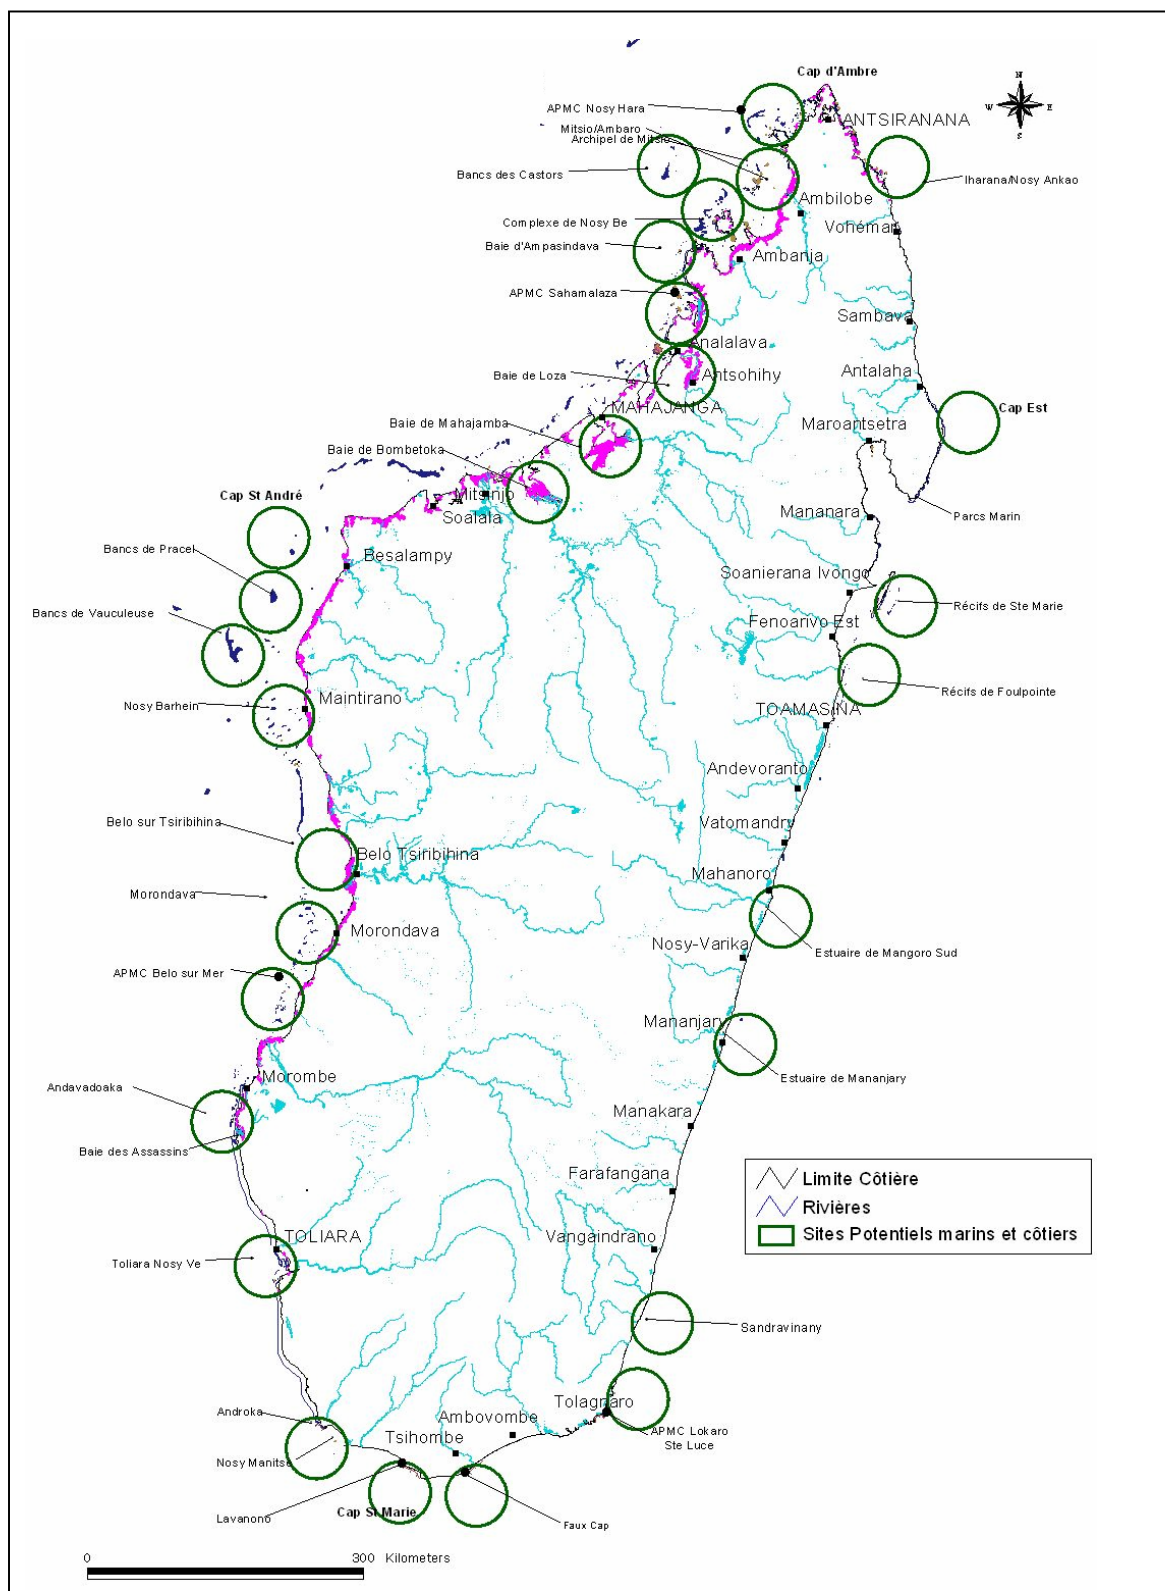 Cap d'Ambre
N
W
E
S
APMC Nosy Hara
ANTSIRANANA
Mitsio/Ambaro
Archipel de Mitsio
Bancs des Castors
Iharana/Nosy Ankao
Ambilobe
Complexe de Nosy Be
Vohémar
Baie d'Ampasindava
Ambanja
APMC Sahamalaza
Sambava
Analalava
Baie de Loza
Antsohihy
Antalaha
MAHAJANGA
Cap Est
Baie de Mahajamba
Maroantsetra
Baie de Bombetoka
Cap St André
Mitsinjo
Soalala
Mananara
Parcs Marin
Bancs de Pracel
Besalampy
Soanierana Ivongo
Bancs de Vauculeuse
Récifs de Ste Marie
Fenoarivo Est
Nosy Barhein
Maintirano
Récifs de Foulpointe
TOAMASINA
Andevoranto
Belo sur Tsiribihina
Vatomandry
Belo Tsiribihina
Mahanoro
Morondava
Morondava
Nosy-Varika
Estuaire de Mangoro Sud
APMC Belo sur Mer
Mananjary
Estuaire de Mananjary
Andavadoaka
Morombe
Manakara
Baie des Assassins
Farafangana
Limite Côtière
Rivières
Sites Potentiels marins et côtiers
TOLIARA
Vangaindrano
Toliara Nosy Ve
Sandravinany
Androka
Tolagnaro
Ambovombe
APMC Lokaro
Ste Luce
Tsihombe
Nosy Manitse
Lavanono
Cap St Marie
Faux Cap
0
300 Kilometers